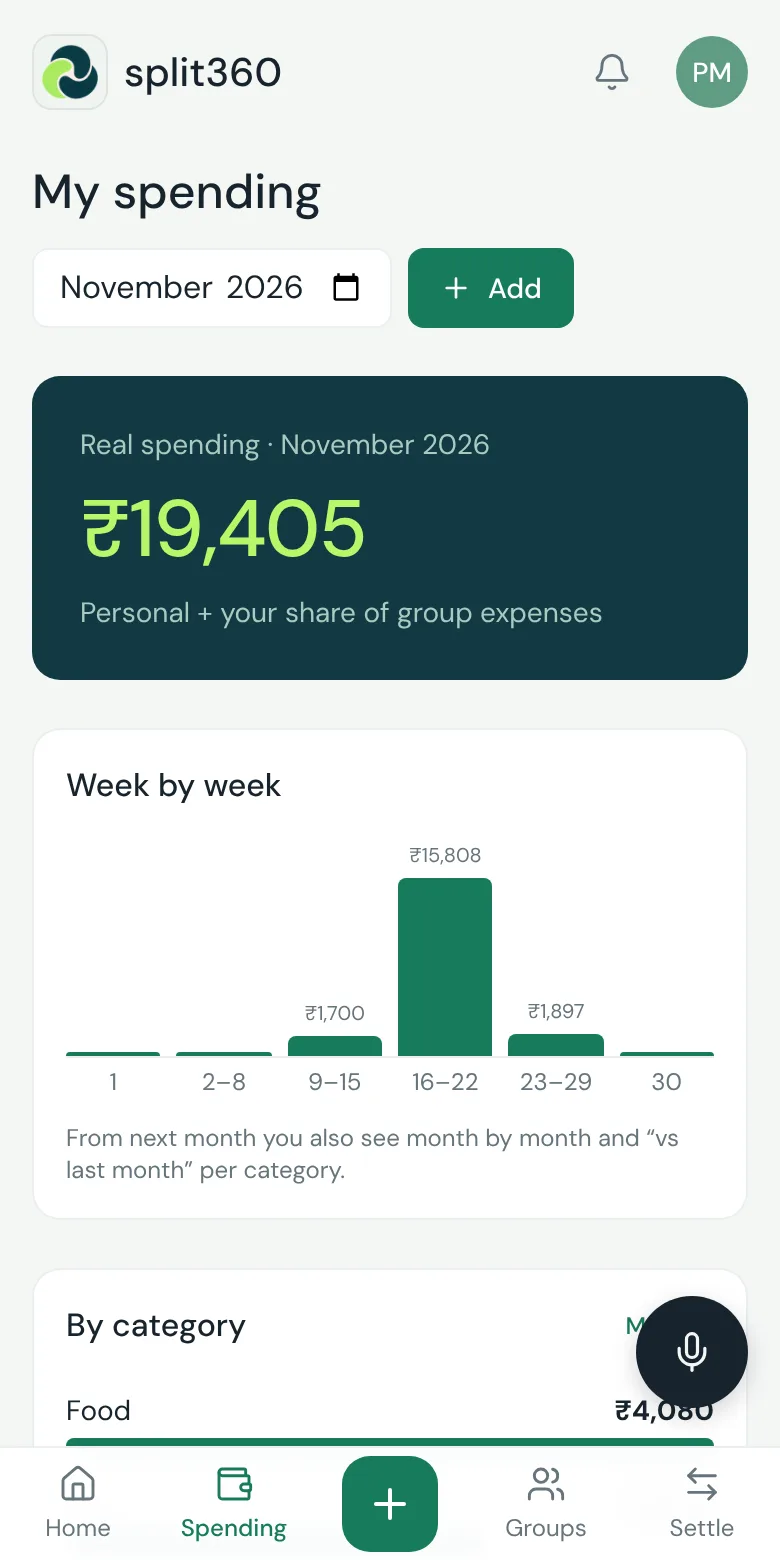 split360
PM
My spending
November 2026
+ Add
Real spending · November 2026
₹19,405
Personal + your share of group expenses
Week by week
₹15,808
₹1,700
₹1,897
1
2–8
9–15
16–22
23–29
30
From next month you also see month by month and “vs
last month” per category.
By category
Food
₹4,080
Home
Spending
Groups
Settle